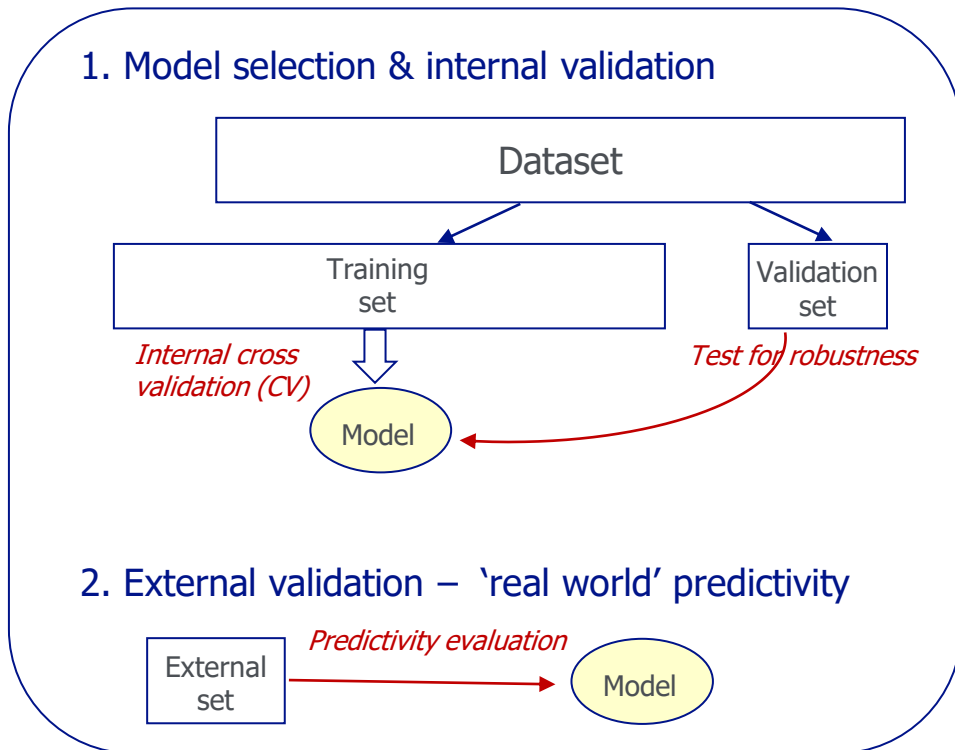 1. Model selection & internal validation
Dataset
Training
set
Validation
set
Internal cross
validation (CV)
Test for robustness
Model
2. External validation – ‘real world’ predictivity
Predictivity evaluation
External
set
Model